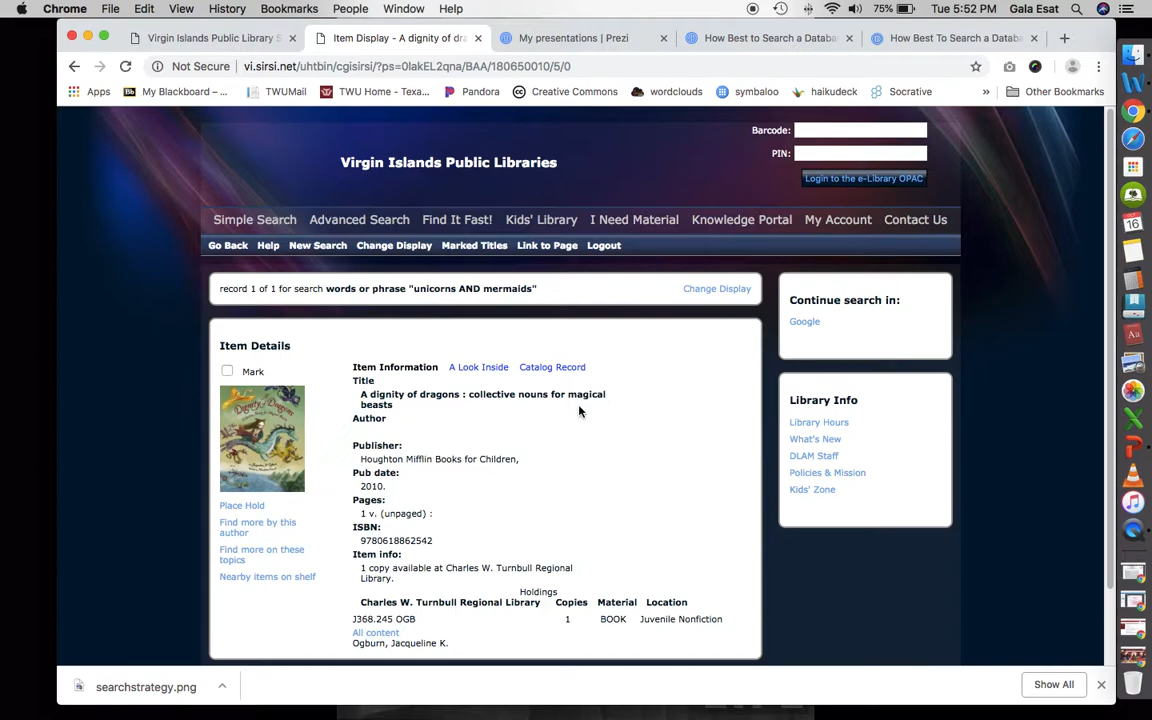 Chrome File Edit View History Bookmarks People Window Help 75% Tue 5:52 PM Gala Esat
Virgin Islands Public Library S Item Display - A dignity of dra My presentations | Prezi How Best to Search a Databa How Best To Search a Databa
Not Secure | vi.sirsi.net/uhtbin/cgisirsi/?ps=0lakEL2qna/BAA/180650010/5/0
Apps My Blackboard –... TWUMail TWU Home - Texa... Pandora Creative Commons wordclouds symbaloo haikudeck Socrative » Other Bookmarks
Barcode:
Virgin Islands Public Libraries
PIN:
Login to the e-Library OPAC
Simple Search Advanced Search Find It Fast! Kids' Library I Need Material Knowledge Portal My Account Contact Us
Go Back Help New Search Change Display Marked Titles Link to Page Logout
record 1 of 1 for search words or phrase "unicorns AND mermaids" Change Display
Continue search in:
Google
Item Details
Mark
Item Information A Look Inside Catalog Record
Title
A dignity of dragons : collective nouns for magical
beasts
Author
Publisher:
Houghton Mifflin Books for Children,
Pub date:
2010.
Pages:
1 v. (unpaged) :
ISBN:
9780618862542
Item info:
1 copy available at Charles W. Turnbull Regional
Library.
Holdings
Charles W. Turnbull Regional Library Copies Material Location
J368.245 OGB 1 BOOK Juvenile Nonfiction
All content
Ogburn, Jacqueline K.
Dignity of Dragons
Place Hold
Find more by this
author
Find more on these
topics
Nearby items on shelf
Library Info
Library Hours
What's New
DLAM Staff
Policies & Mission
Kids' Zone
searchstrategy.png Show All
OCT
16
Aa